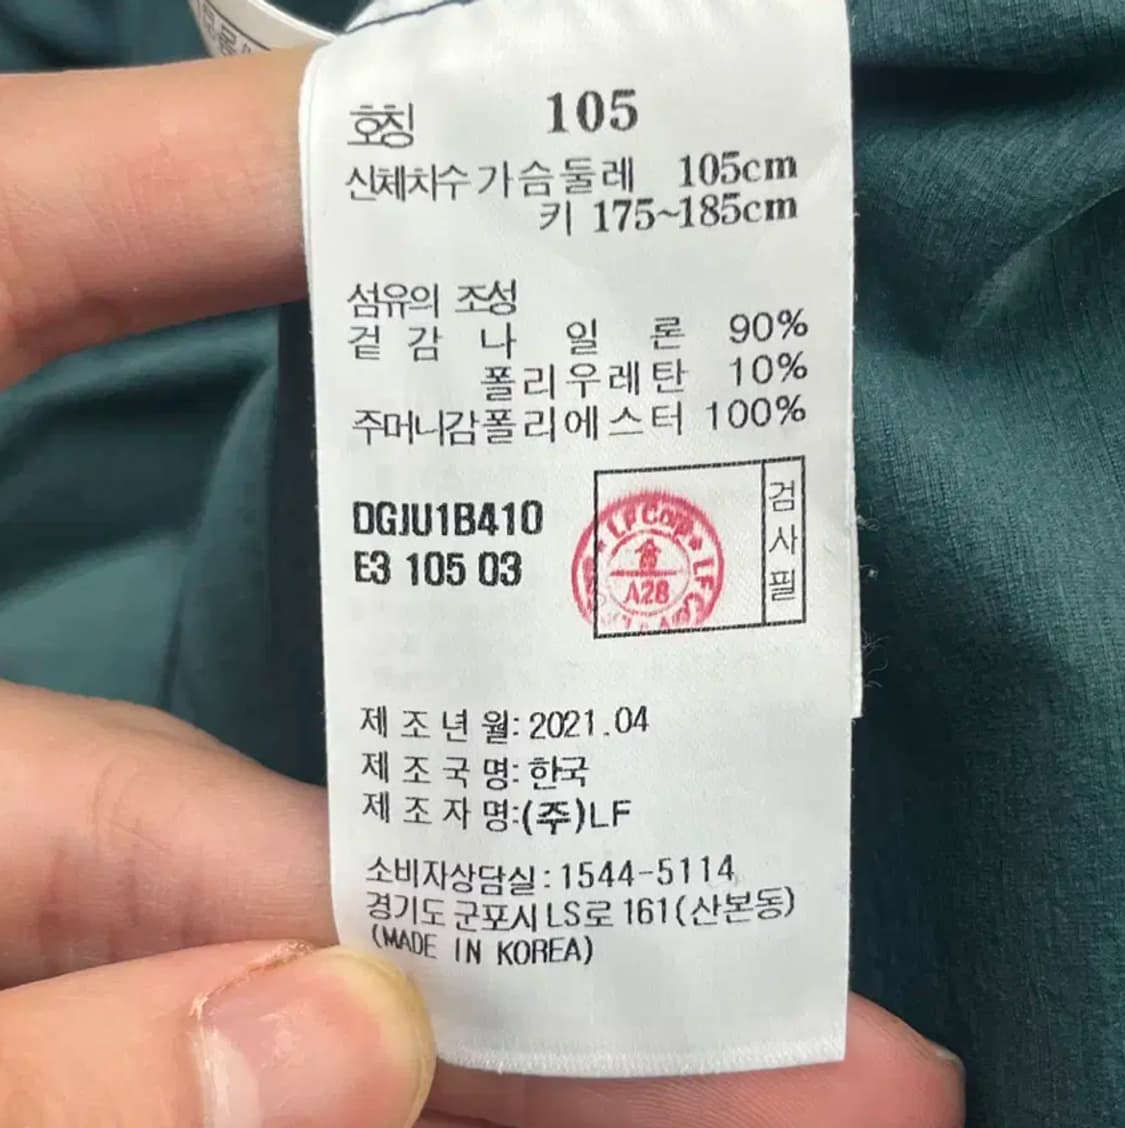 호칭 105
신체치수 가슴둘레 105cm
키 175~185cm
섬유의 조성
겉감 나일론 90%
폴리우레탄 10%
주머니감 폴리에스터 100%
DGJU1B410
E3 105 03
LF Corp LF
A28
검사필
제조년월: 2021.04
제조국명: 한국
제조자명:(주)LF
소비자상담실: 1544-5114
경기도 군포시 LS로 161(산본동)
(MADE IN KOREA)